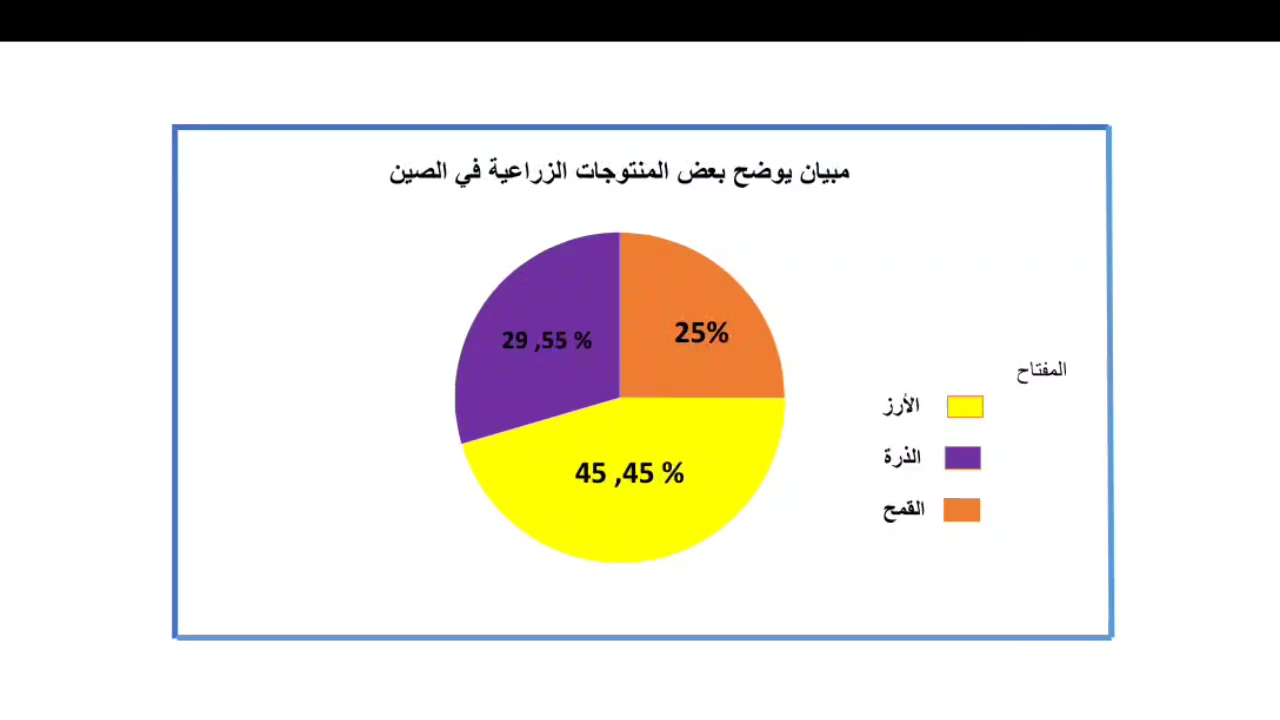 مبيان يوضح بعض المنتوجات الزراعية في الصين
25%
29 ,55 %
45 ,45 %
المفتاح
الأرز
الذرة
القمح